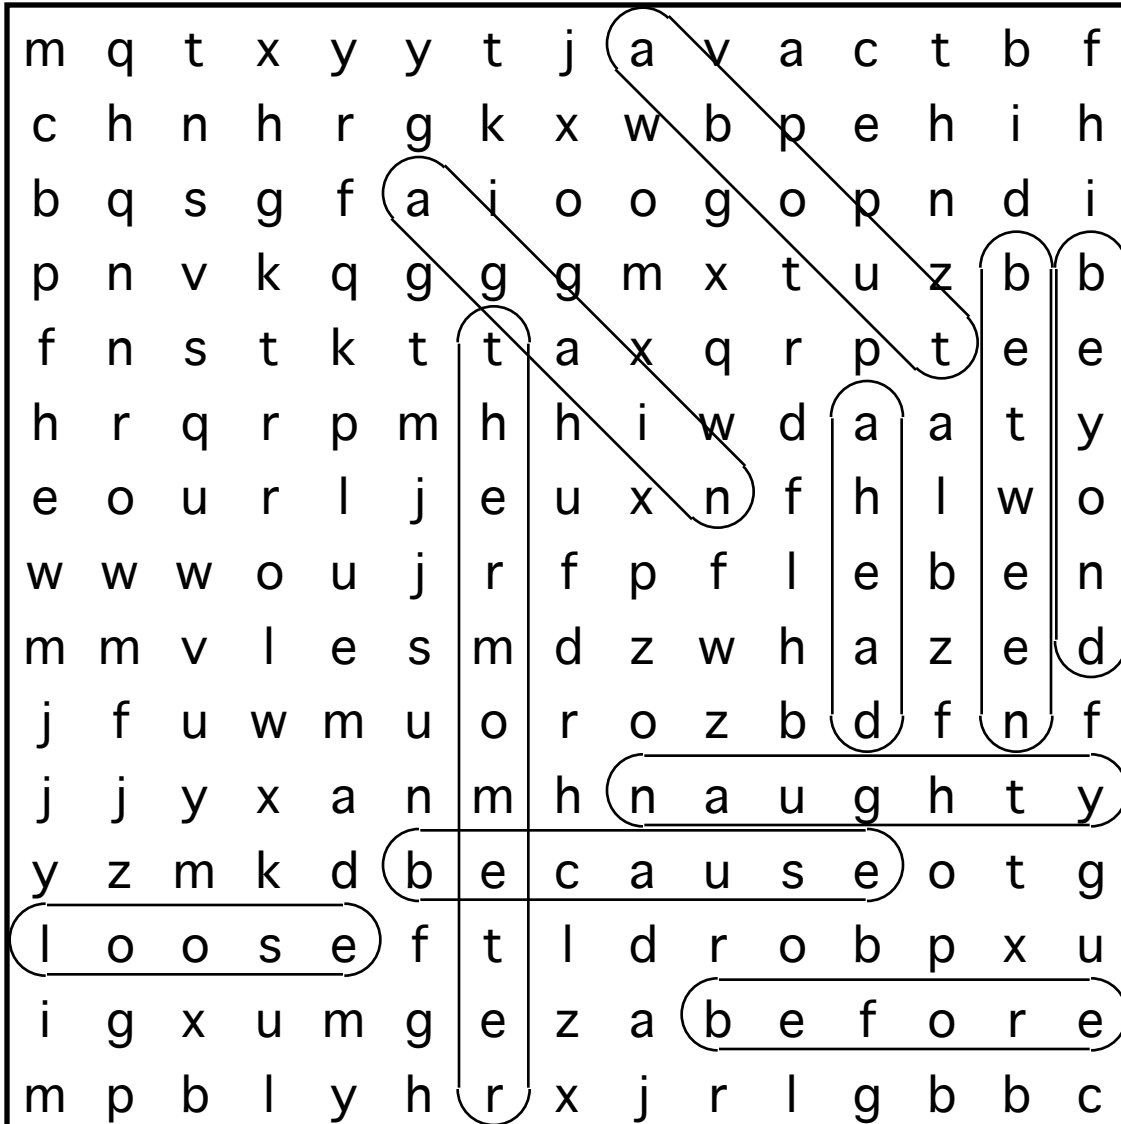 m q t x y y t j a v a c t b f
c h n h r g k x w b p e h i h
b q s g f a i o o g o p n d i
p n v k q g g g m x t u z b b
f n s t k t t a x q r p t e e
h r q r p m h h i w d a a t y
e o u r l j e u x n f h l w o
w w w o u j r f p f l e b e n
m m v l e s m d z w h a z e d
j f u w m u o r o z b d f n f
j j y x a n m h n a u g h t y
y z m k d b e c a u s e o t g
l o o s e f t l d r o b p x u
i g x u m g e z a b e f o r e
m p b l y h r x j r l g b b c